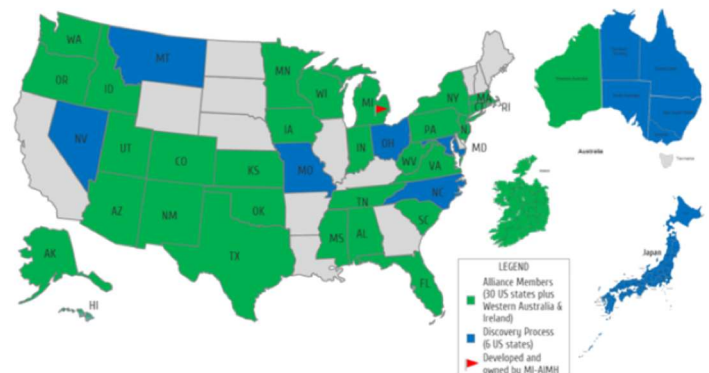 WA
MT
OR
ID
MN
WI
MI
NY
MA
CT
RI
NV
UT
CO
IA
IN
OH
PA
NJ
MD
KS
MO
WV
VA
AZ
NM
OK
TN
NC
SC
TX
MS
AL
FL
AK
HI
Australia
Tasmania
Japan
LEGEND
Alliance Members
(30 US states plus
Western Australia &
Ireland)
Discovery Process
(6 US states)
Developed and
owned by MI-AIMH